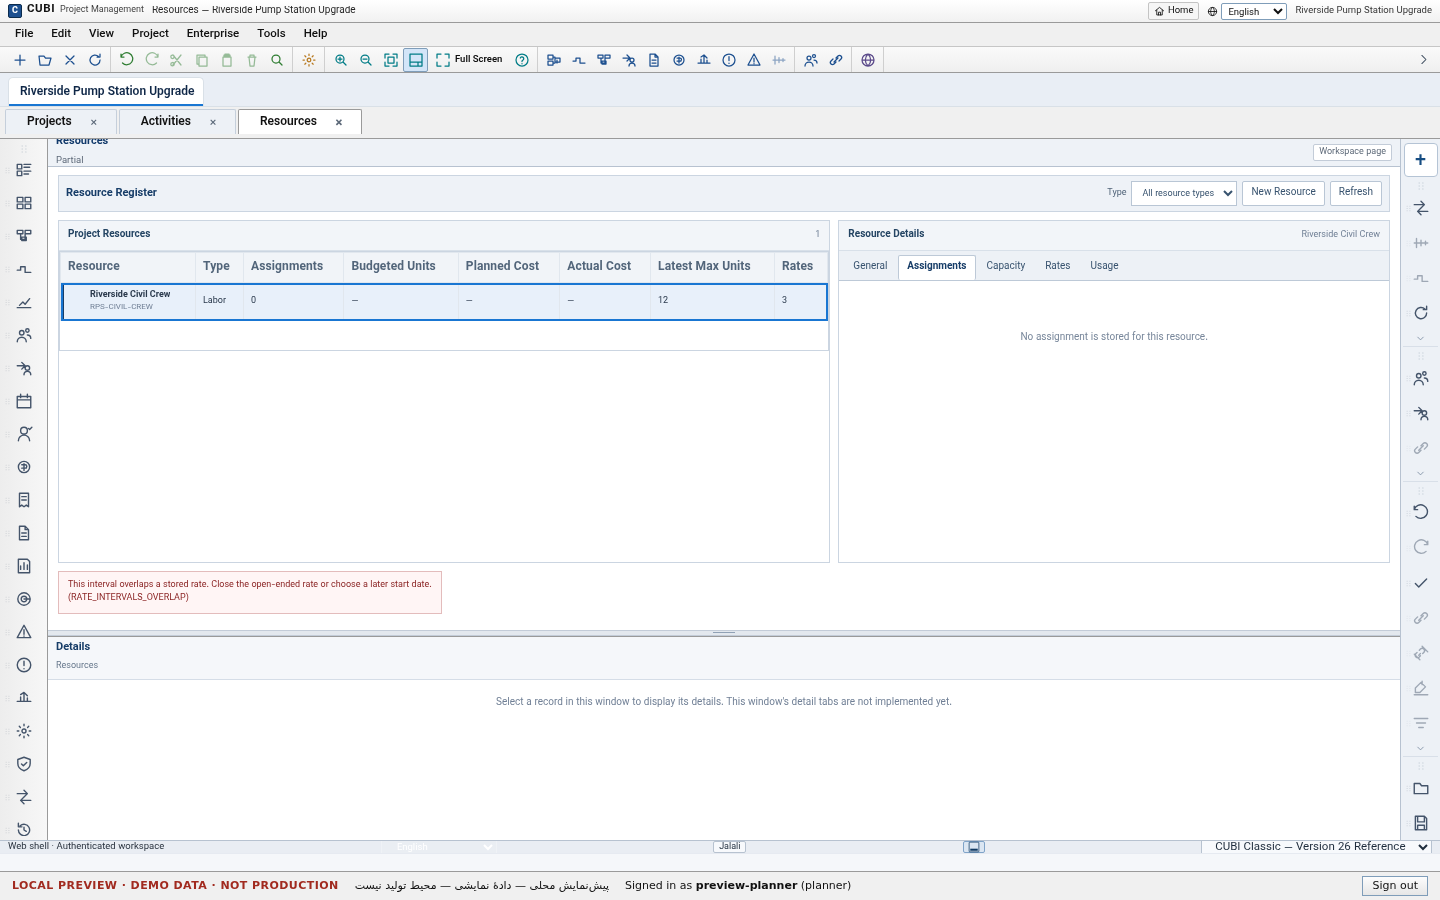 C CUBI Project Management Resources — Riverside Pump Station Upgrade Home English Riverside Pump Station Upgrade
File Edit View Project Enterprise Tools Help
Full Screen
Riverside Pump Station Upgrade
Projects × Activities × Resources ×
Resources
Partial
Workspace page
Resource Register
Type All resource types New Resource Refresh
Project Resources 1
Resource Type Assignments Budgeted Units Planned Cost Actual Cost Latest Max Units Rates
Riverside Civil Crew
RPS-CIVIL-CREW
Labor 0 — — — 12 3
Resource Details Riverside Civil Crew
General Assignments Capacity Rates Usage
No assignment is stored for this resource.
This interval overlaps a stored rate. Close the open-ended rate or choose a later start date.
(RATE_INTERVALS_OVERLAP)
Details
Resources
Select a record in this window to display its details. This window's detail tabs are not implemented yet.
Web shell · Authenticated workspace English Jalali CUBI Classic — Version 26 Reference
LOCAL PREVIEW · DEMO DATA · NOT PRODUCTION پیش‌نمایش محلی — دادهٔ نمایشی — محیط تولید نیست Signed in as preview-planner (planner) Sign out